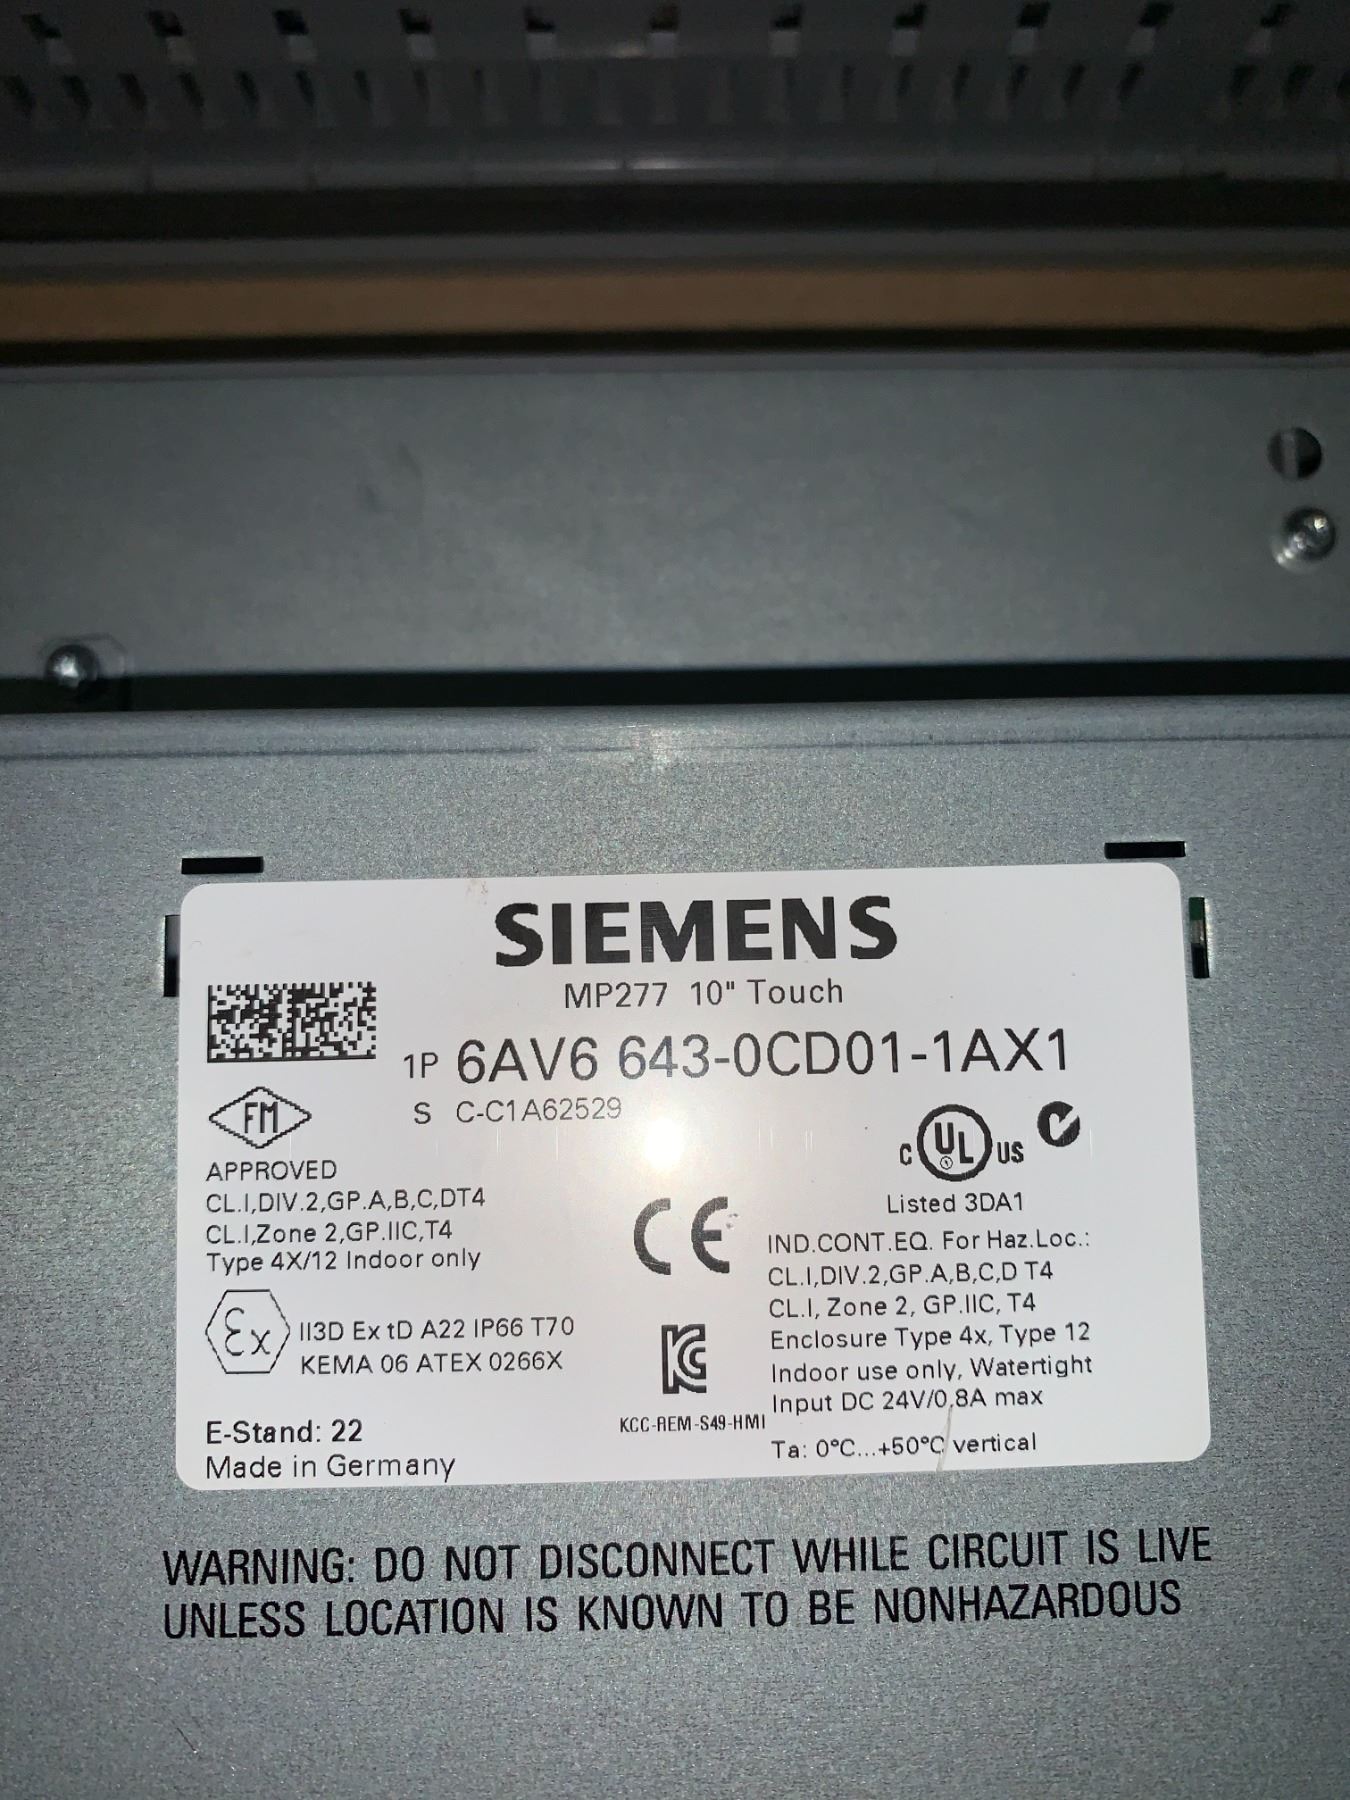 SIEMENS
MP277 10" Touch
1P 6AV6 643-0CD01-1AX1
S C-C1A62529
FM
APPROVED
CL.I,DIV.2,GP.A,B,C,DT4
CL.I,Zone 2,GP.IIC,T4
Type 4X/12 Indoor only
Ex II3D Ex tD A22 IP66 T70
KEMA 06 ATEX 0266X
E-Stand: 22
Made in Germany
CE
KCC-REM-S49-HMI
C UL US
Listed 3DA1
IND.CONT.EQ. For Haz.Loc.:
CL.I,DIV.2,GP.A,B,C,D T4
CL.I, Zone 2, GP.IIC, T4
Enclosure Type 4x, Type 12
Indoor use only, Watertight
Input DC 24V/0,8A max
Ta: 0°C...+50°C vertical
WARNING: DO NOT DISCONNECT WHILE CIRCUIT IS LIVE
UNLESS LOCATION IS KNOWN TO BE NONHAZARDOUS